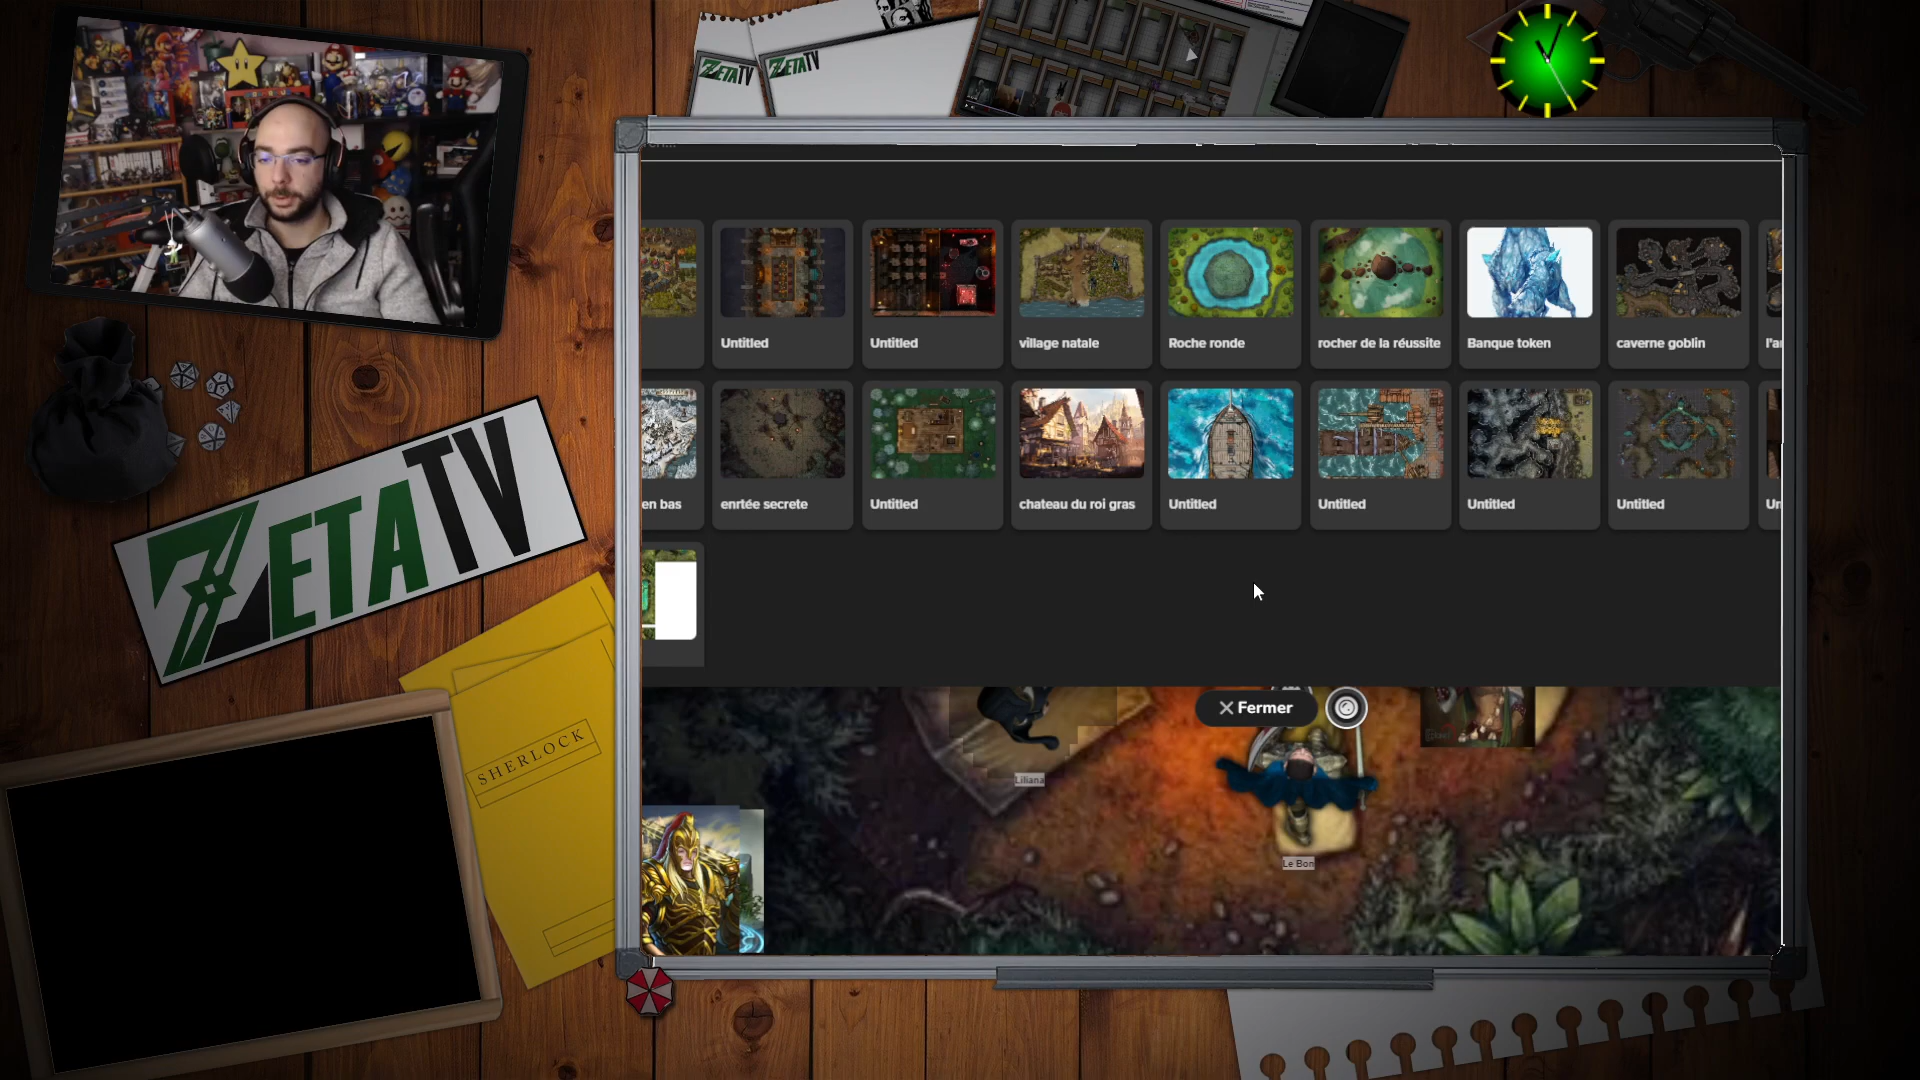 ZETATV
ZETATV
Untitled
Untitled
village natale
Roche ronde
rocher de la réussite
Banque token
caverne goblin
en bas
enrtée secrete
Untitled
chateau du roi gras
Untitled
Untitled
Untitled
Untitled
Fermer
Liliana
Le Bon
ZETATV
SHERLOCK